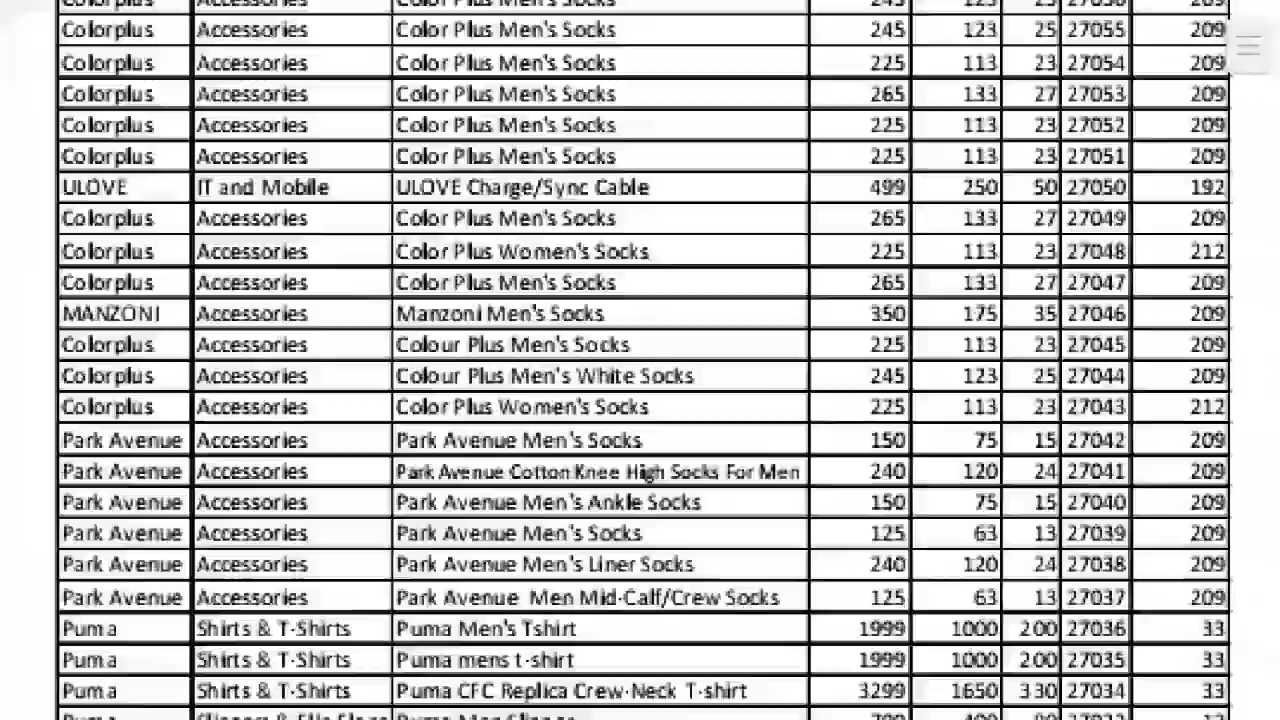 Colorplus Accessories Color Plus Men's Socks 245 123 25 27055 209
Colorplus Accessories Color Plus Men's Socks 225 113 23 27054 209
Colorplus Accessories Color Plus Men's Socks 265 133 27 27053 209
Colorplus Accessories Color Plus Men's Socks 225 113 23 27052 209
Colorplus Accessories Color Plus Men's Socks 225 113 23 27051 209
ULOVE IT and Mobile ULOVE Charge/Sync Cable 499 250 50 27050 192
Colorplus Accessories Color Plus Men's Socks 265 133 27 27049 209
Colorplus Accessories Color Plus Women's Socks 225 113 23 27048 212
Colorplus Accessories Color Plus Men's Socks 265 133 27 27047 209
MANZONI Accessories Manzoni Men's Socks 350 175 35 27046 209
Colorplus Accessories Colour Plus Men's Socks 225 113 23 27045 209
Colorplus Accessories Colour Plus Men's White Socks 245 123 25 27044 209
Colorplus Accessories Color Plus Women's Socks 225 113 23 27043 212
Park Avenue Accessories Park Avenue Men's Socks 150 75 15 27042 209
Park Avenue Accessories Park Avenue Cotton Knee High Socks For Men 240 120 24 27041 209
Park Avenue Accessories Park Avenue Men's Ankle Socks 150 75 15 27040 209
Park Avenue Accessories Park Avenue Men's Socks 125 63 13 27039 209
Park Avenue Accessories Park Avenue Men's Liner Socks 240 120 24 27038 209
Park Avenue Accessories Park Avenue Men Mid-Calf/Crew Socks 125 63 13 27037 209
Puma Shirts & T-Shirts Puma Men's Tshirt 1999 1000 200 27036 33
Puma Shirts & T-Shirts Puma mens t-shirt 1999 1000 200 27035 33
Puma Shirts & T-Shirts Puma CFC Replica Crew-Neck T-shirt 3299 1650 330 27034 33